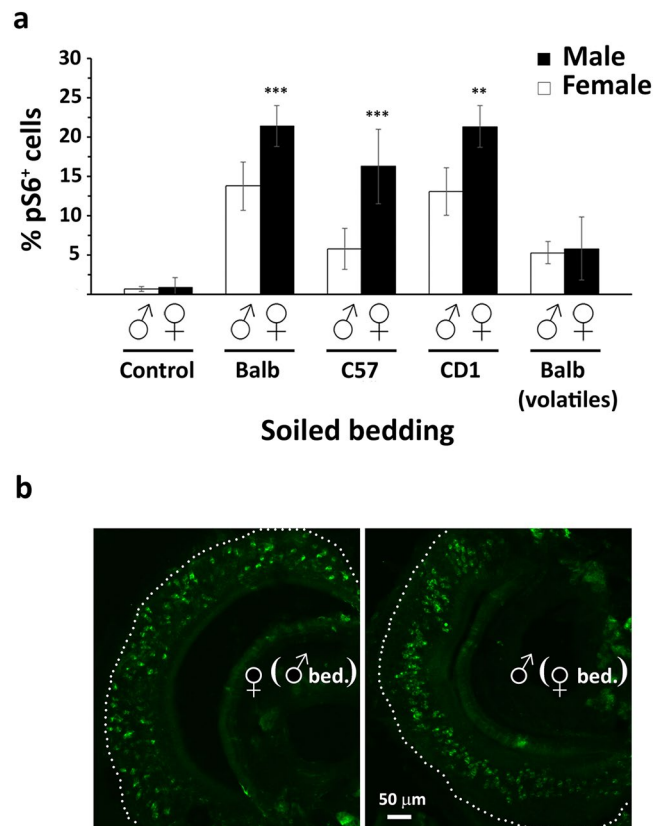 a
30
25
20
15
10
5
% pS6+ cells
Male
Female
***
***
**
♂ ♀ ♂ ♀ ♂ ♀ ♂ ♀ ♂ ♀
Control Balb C57 CD1 Balb
(volatiles)
Soiled bedding
b
♀ (♂ bed.) ♂ (♀ bed.)
50 µm